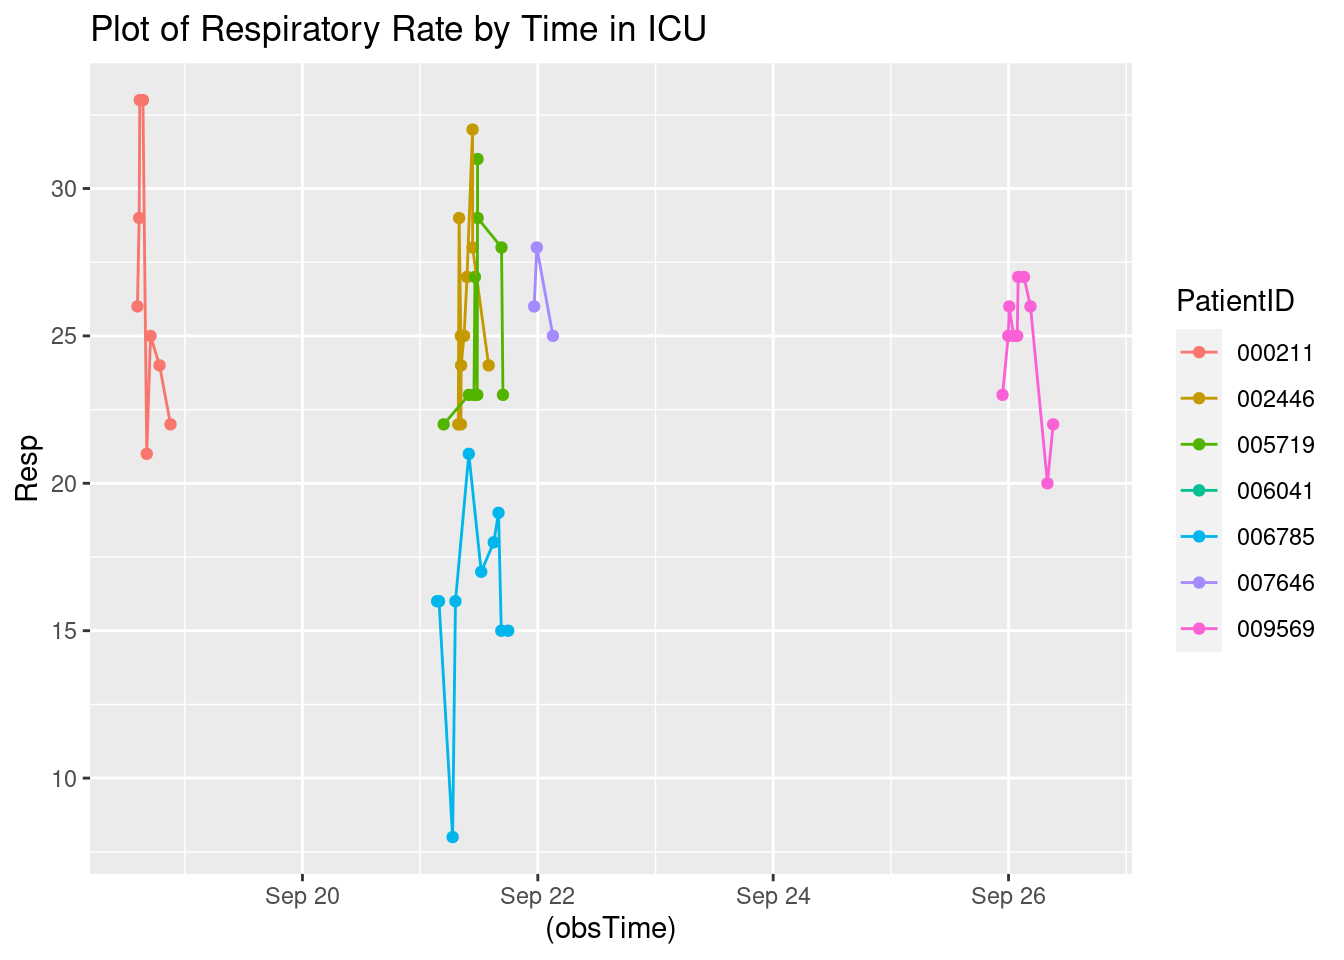 Plot of Respiratory Rate by Time in ICU
30
25
20
15
10
Resp
Sep 20
Sep 22
Sep 24
Sep 26
(obsTime)
PatientID
000211
002446
005719
006041
006785
007646
009569